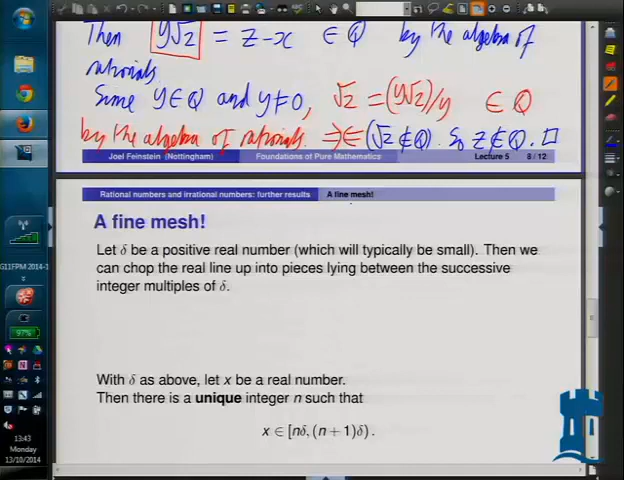 Then y√2 = z-x ∈ Q by the algebra of
rationals.
Since y∈Q and y≠0, √2 = (y√2)/y ∈ Q
by the algebra of rationals. ⇒⇐ (√2 ∉ Q). So z∉Q. □
Joel Feinstein (Nottingham) Foundations of Pure Mathematics Lecture 5 8 / 12
Rational numbers and irrational numbers: further results A fine mesh!
A fine mesh!
Let δ be a positive real number (which will typically be small). Then we
can chop the real line up into pieces lying between the successive
integer multiples of δ.
With δ as above, let x be a real number.
Then there is a unique integer n such that
x ∈ [nδ, (n + 1)δ) .
G11FPM 2014-1
97%
13:43
Monday
13/10/2014